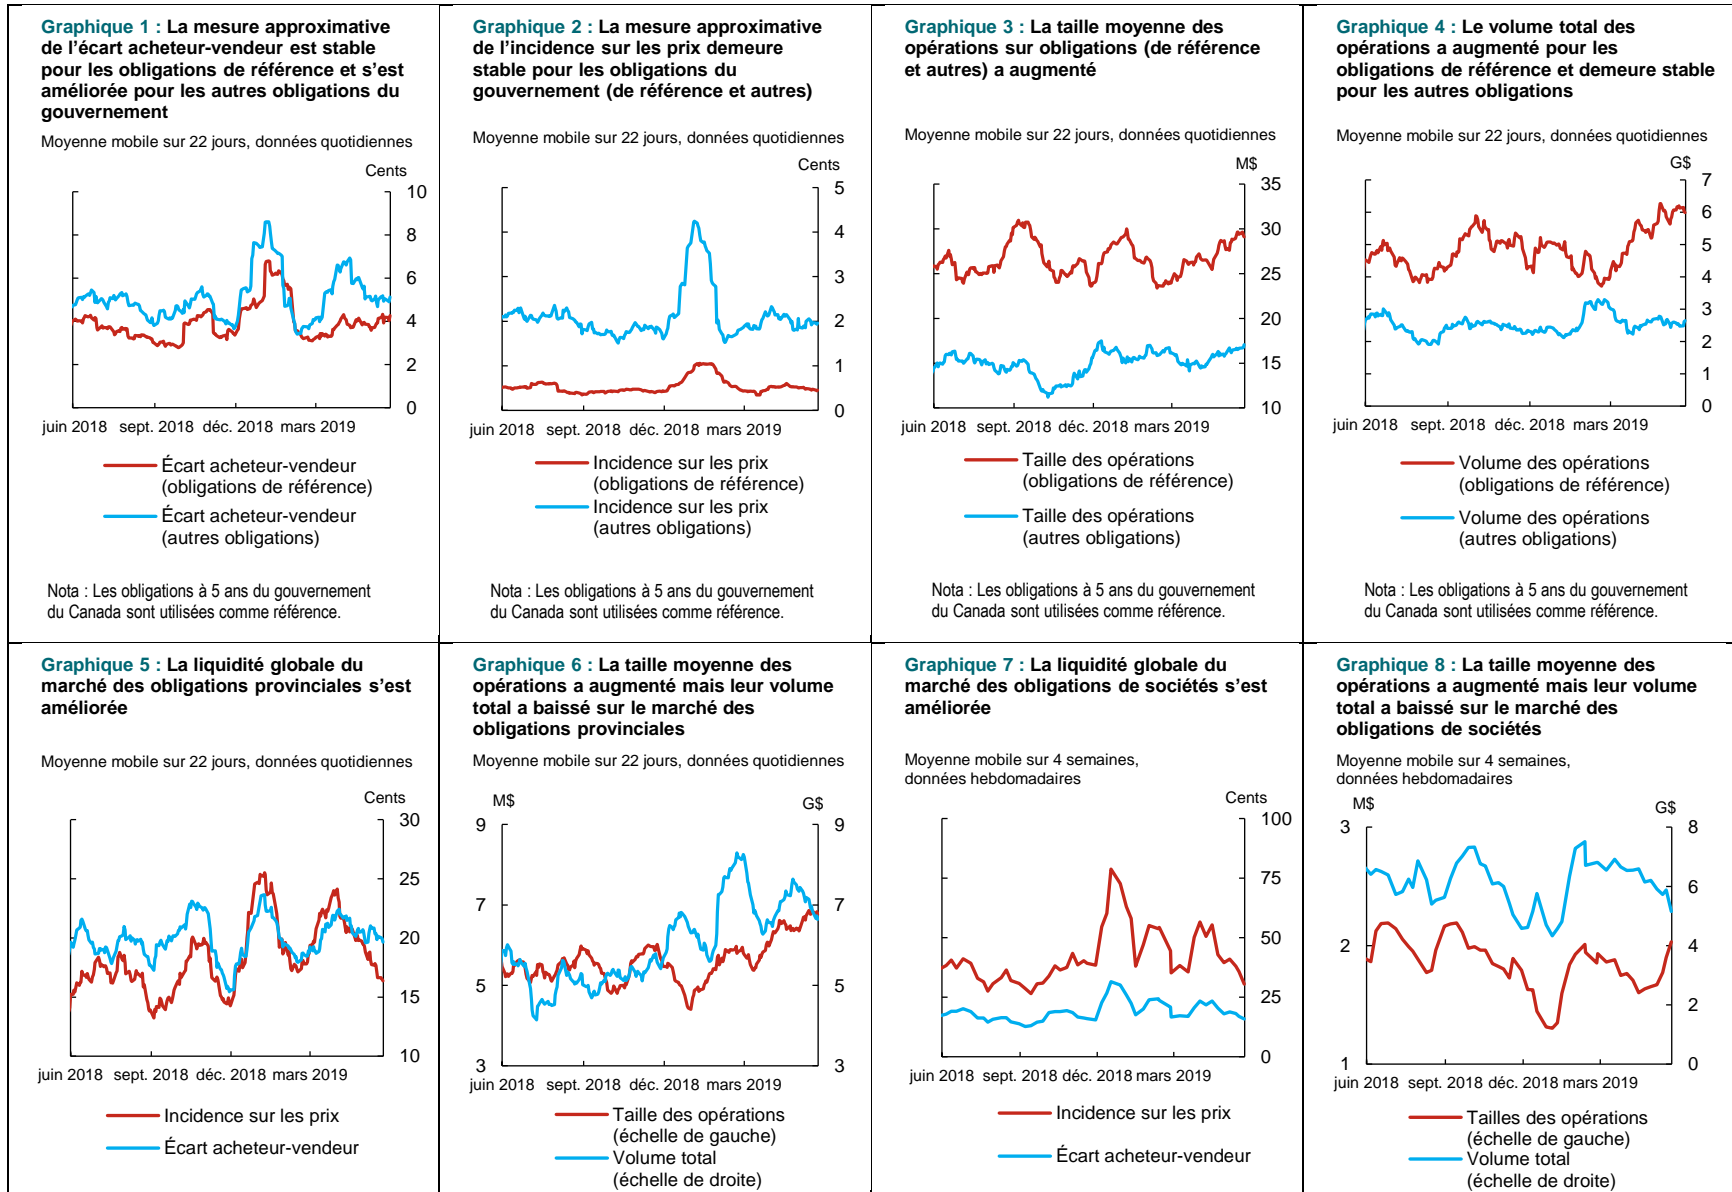 Graphique 1 : La mesure approximative
de l'écart acheteur-vendeur est stable
pour les obligations de référence et s'est
améliorée pour les autres obligations du
gouvernement
Moyenne mobile sur 22 jours, données quotidiennes
Cents
10
8
6
4
2
0
juin 2018 sept. 2018 déc. 2018 mars 2019
Écart acheteur-vendeur
(obligations de référence)
Écart acheteur-vendeur
(autres obligations)
Nota : Les obligations à 5 ans du gouvernement
du Canada sont utilisées comme référence.
Graphique 2 : La mesure approximative
de l'incidence sur les prix demeure
stable pour les obligations du
gouvernement (de référence et autres)
Moyenne mobile sur 22 jours, données quotidiennes
Cents
5
4
3
2
1
0
juin 2018 sept. 2018 déc. 2018 mars 2019
Incidence sur les prix
(obligations de référence)
Incidence sur les prix
(autres obligations)
Nota : Les obligations à 5 ans du gouvernement
du Canada sont utilisées comme référence.
Graphique 3 : La taille moyenne des
opérations sur obligations (de référence
et autres) a augmenté
Moyenne mobile sur 22 jours, données quotidiennes
M$
35
30
25
20
15
10
juin 2018 sept. 2018 déc. 2018 mars 2019
Taille des opérations
(obligations de référence)
Taille des opérations
(autres obligations)
Nota : Les obligations à 5 ans du gouvernement
du Canada sont utilisées comme référence.
Graphique 4 : Le volume total des
opérations a augmenté pour les
obligations de référence et demeure stable
pour les autres obligations
Moyenne mobile sur 22 jours, données quotidiennes
G$
7
6
5
4
3
2
1
0
juin 2018 sept. 2018 déc. 2018 mars 2019
Volume des opérations
(obligations de référence)
Volume des opérations
(autres obligations)
Nota : Les obligations à 5 ans du gouvernement
du Canada sont utilisées comme référence.
Graphique 5 : La liquidité globale du
marché des obligations provinciales s'est
améliorée
Moyenne mobile sur 22 jours, données quotidiennes
Cents
30
25
20
15
10
juin 2018 sept. 2018 déc. 2018 mars 2019
Incidence sur les prix
Écart acheteur-vendeur
Graphique 6 : La taille moyenne des
opérations a augmenté mais leur volume
total a baissé sur le marché des
obligations provinciales
Moyenne mobile sur 22 jours, données quotidiennes
M$ G$
9 9
7 7
5 5
3 3
juin 2018 sept. 2018 déc. 2018 mars 2019
Taille des opérations
(échelle de gauche)
Volume total
(échelle de droite)
Graphique 7 : La liquidité globale du
marché des obligations de sociétés s'est
améliorée
Moyenne mobile sur 4 semaines,
données hebdomadaires
Cents
100
75
50
25
0
juin 2018 sept. 2018 déc. 2018 mars 2019
Incidence sur les prix
Écart acheteur-vendeur
Graphique 8 : La taille moyenne des
opérations a augmenté mais leur volume
total a baissé sur le marché des
obligations de sociétés
Moyenne mobile sur 4 semaines,
données hebdomadaires
M$ G$
3 8
6
2 4
2
1 0
juin 2018 sept. 2018 déc. 2018 mars 2019
Tailles des opérations
(échelle de gauche)
Volume total
(échelle de droite)